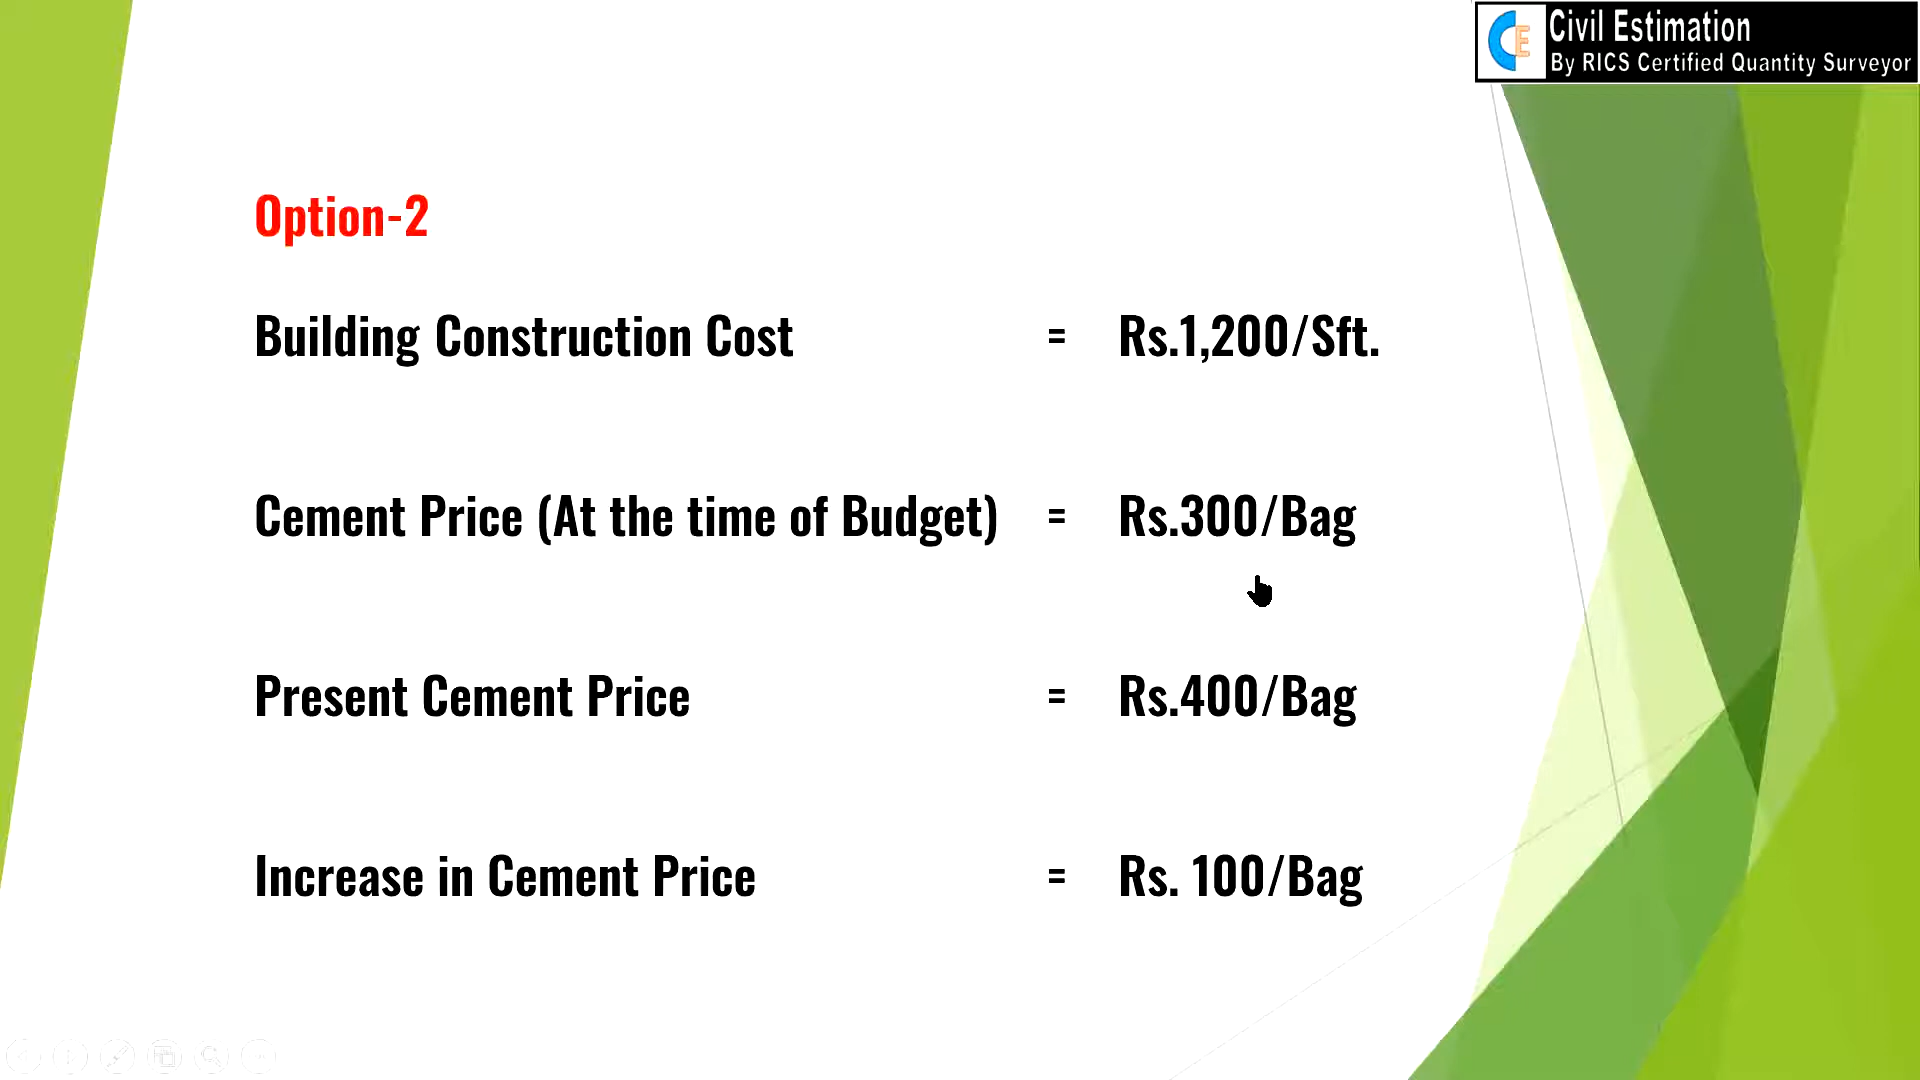 CE Civil Estimation
By RICS Certified Quantity Surveyor
Option-2
Building Construction Cost = Rs.1,200/Sft.
Cement Price (At the time of Budget) = Rs.300/Bag
Present Cement Price = Rs.400/Bag
Increase in Cement Price = Rs. 100/Bag